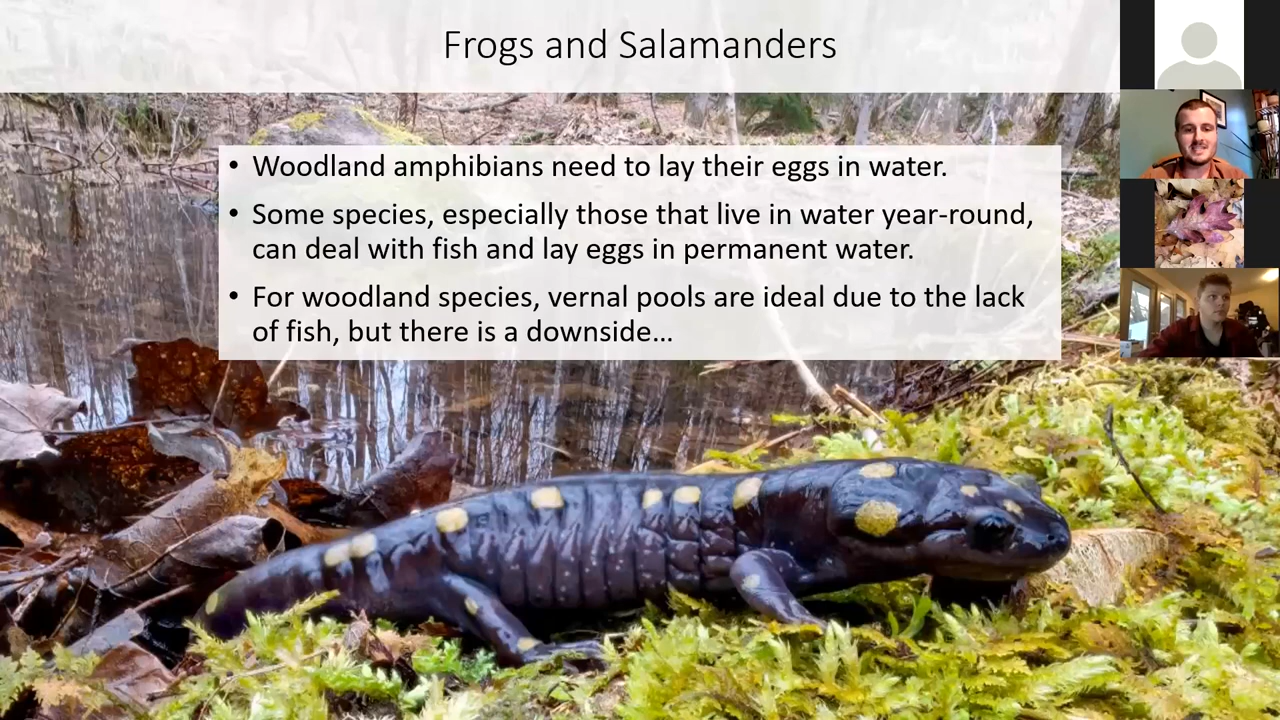 Frogs and Salamanders
• Woodland amphibians need to lay their eggs in water.
• Some species, especially those that live in water year-round,
can deal with fish and lay eggs in permanent water.
• For woodland species, vernal pools are ideal due to the lack
of fish, but there is a downside…